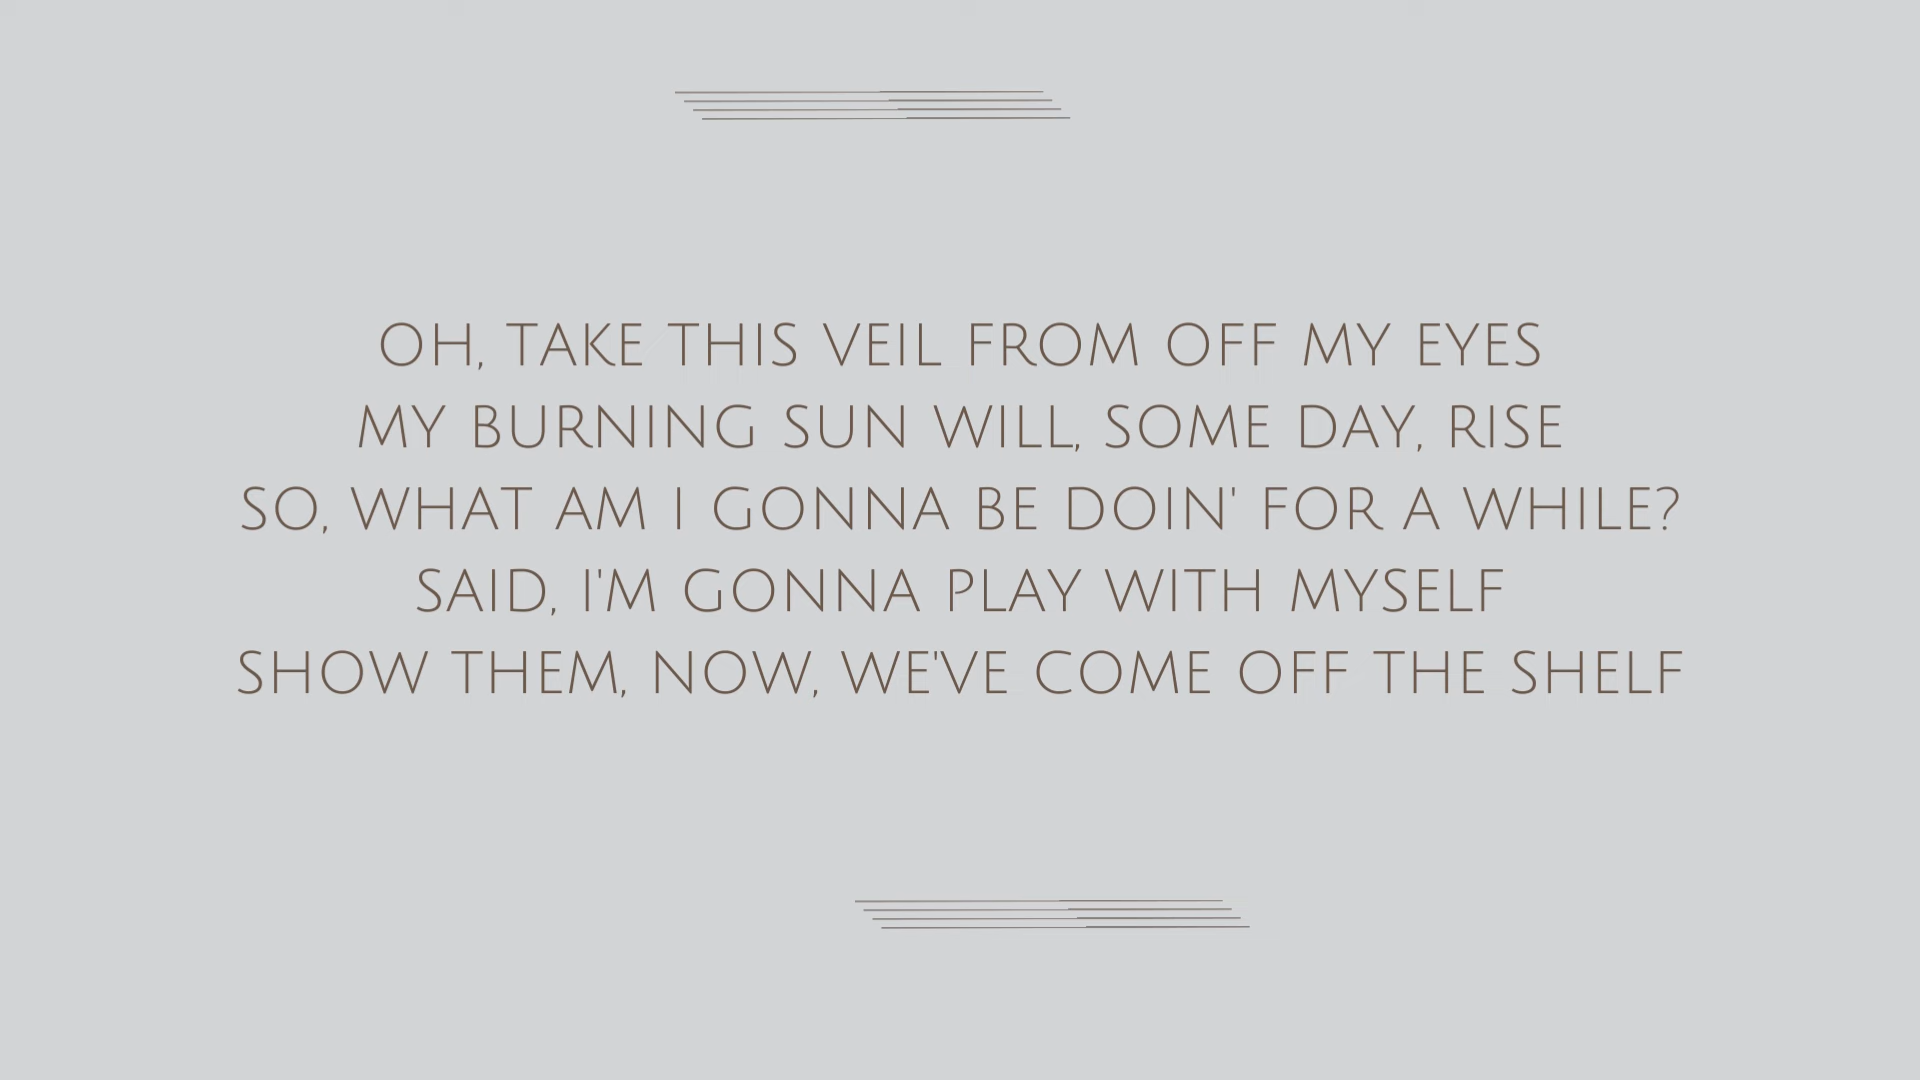 OH, TAKE THIS VEIL FROM OFF MY EYES
MY BURNING SUN WILL, SOME DAY, RISE
SO, WHAT AM I GONNA BE DOIN' FOR A WHILE?
SAID, I'M GONNA PLAY WITH MYSELF
SHOW THEM, NOW, WE'VE COME OFF THE SHELF